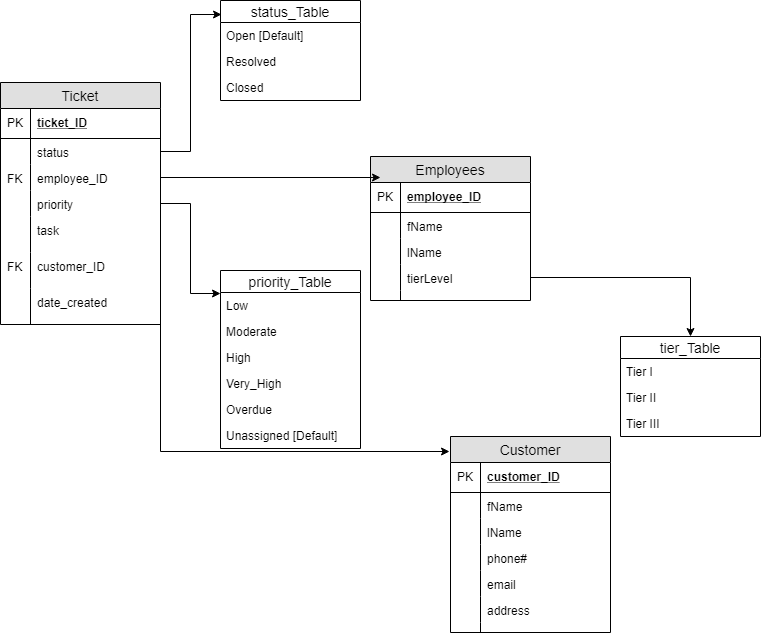 status_Table
Open [Default]
Resolved
Closed
Ticket
PK ticket_ID
status
FK employee_ID
priority
task
FK customer_ID
date_created
Employees
PK employee_ID
fName
lName
tierLevel
priority_Table
Low
Moderate
High
Very_High
Overdue
Unassigned [Default]
tier_Table
Tier I
Tier II
Tier III
Customer
PK customer_ID
fName
lName
phone#
email
address